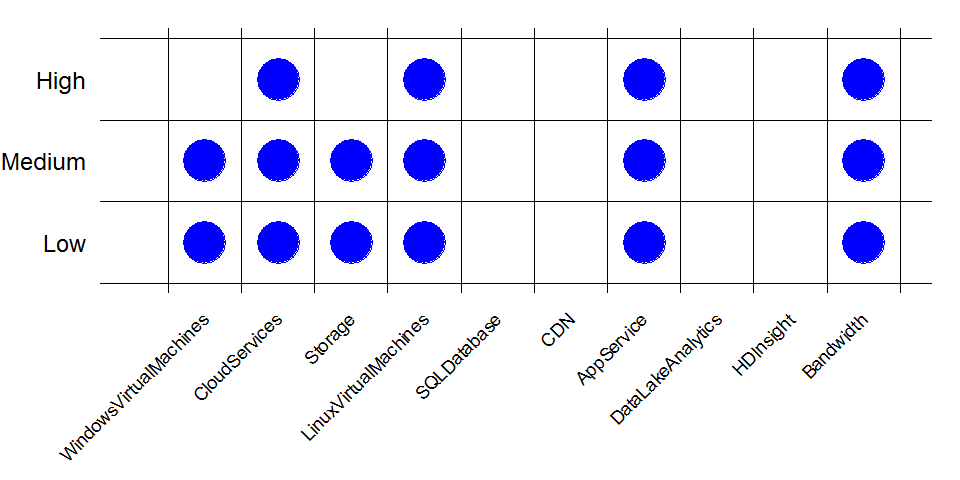 High
Medium
Low
WindowsVirtualMachines
CloudServices
Storage
LinuxVirtualMachines
SQLDatabase
CDN
AppService
DataLakeAnalytics
HDInsight
Bandwidth